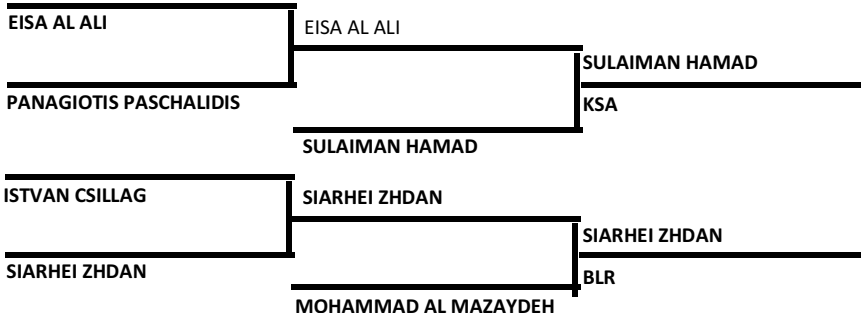 EISA AL ALI
EISA AL ALI
SULAIMAN HAMAD
PANAGIOTIS PASCHALIDIS
KSA
SULAIMAN HAMAD
ISTVAN CSILLAG
SIARHEI ZHDAN
SIARHEI ZHDAN
SIARHEI ZHDAN
BLR
MOHAMMAD AL MAZAYDEH